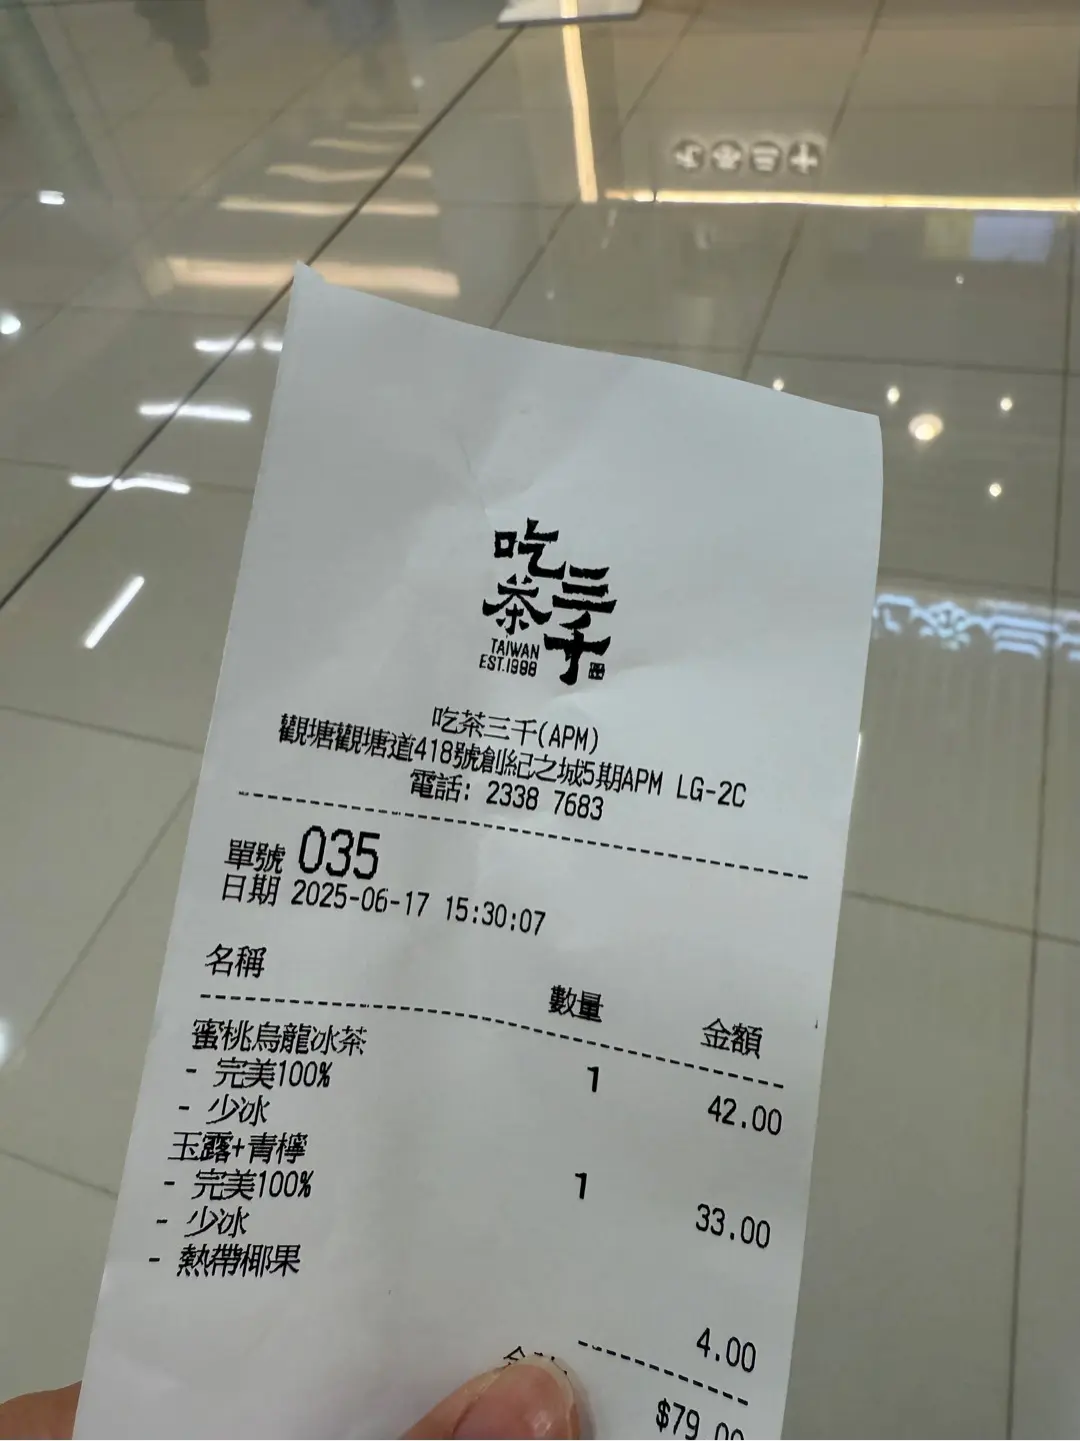 吃茶三千
TAIWAN
EST.1998
吃茶三千(APM)
觀塘觀塘道418號創紀之城5期APM LG-2C
電話: 2338 7683
單號 035
日期 2025-06-17 15:30:07
名稱 數量 金額
蜜桃烏龍冰茶 1 42.00
- 完美100%
- 少冰
玉露+青檸 1 33.00
- 完美100%
- 少冰
- 熱帶椰果 4.00
$79.00